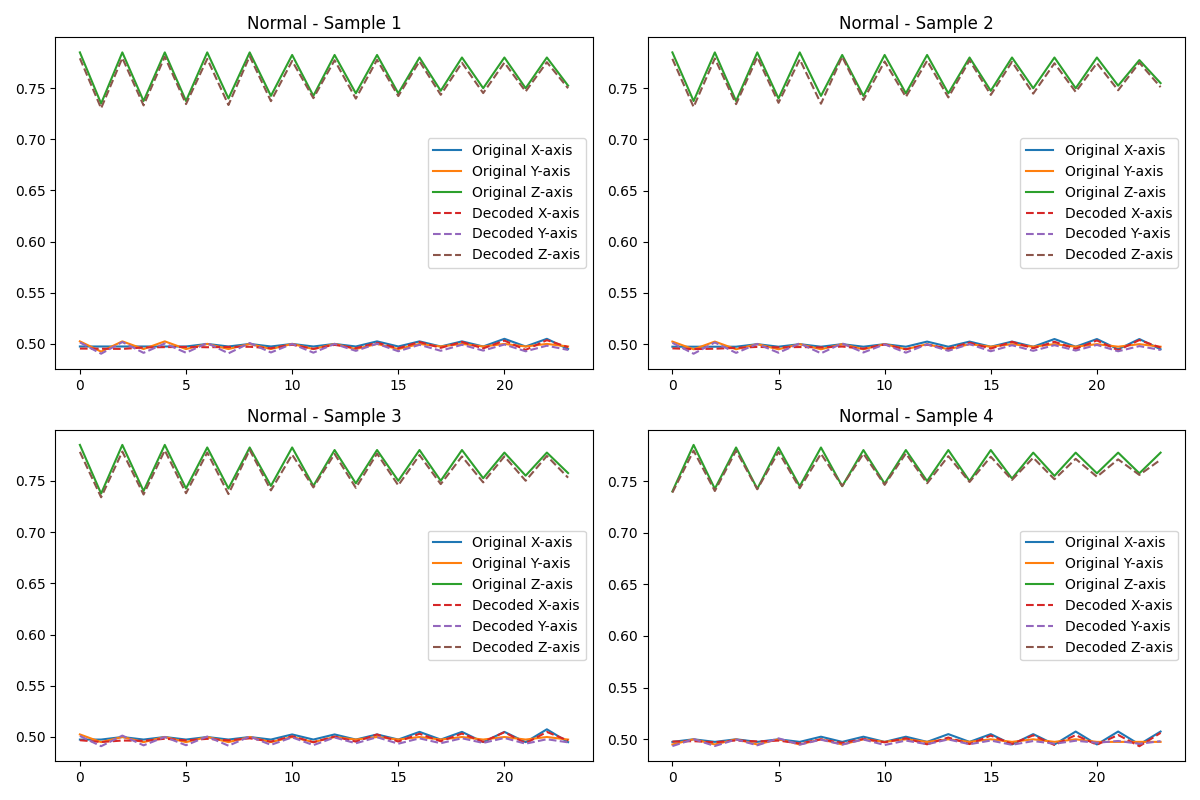 Normal - Sample 1
0.75
0.70
0.65
0.60
0.55
0.50
0 5 10 15 20
Original X-axis
Original Y-axis
Original Z-axis
Decoded X-axis
Decoded Y-axis
Decoded Z-axis
Normal - Sample 2
0.75
0.70
0.65
0.60
0.55
0.50
0 5 10 15 20
Original X-axis
Original Y-axis
Original Z-axis
Decoded X-axis
Decoded Y-axis
Decoded Z-axis
Normal - Sample 3
0.75
0.70
0.65
0.60
0.55
0.50
0 5 10 15 20
Original X-axis
Original Y-axis
Original Z-axis
Decoded X-axis
Decoded Y-axis
Decoded Z-axis
Normal - Sample 4
0.75
0.70
0.65
0.60
0.55
0.50
0 5 10 15 20
Original X-axis
Original Y-axis
Original Z-axis
Decoded X-axis
Decoded Y-axis
Decoded Z-axis